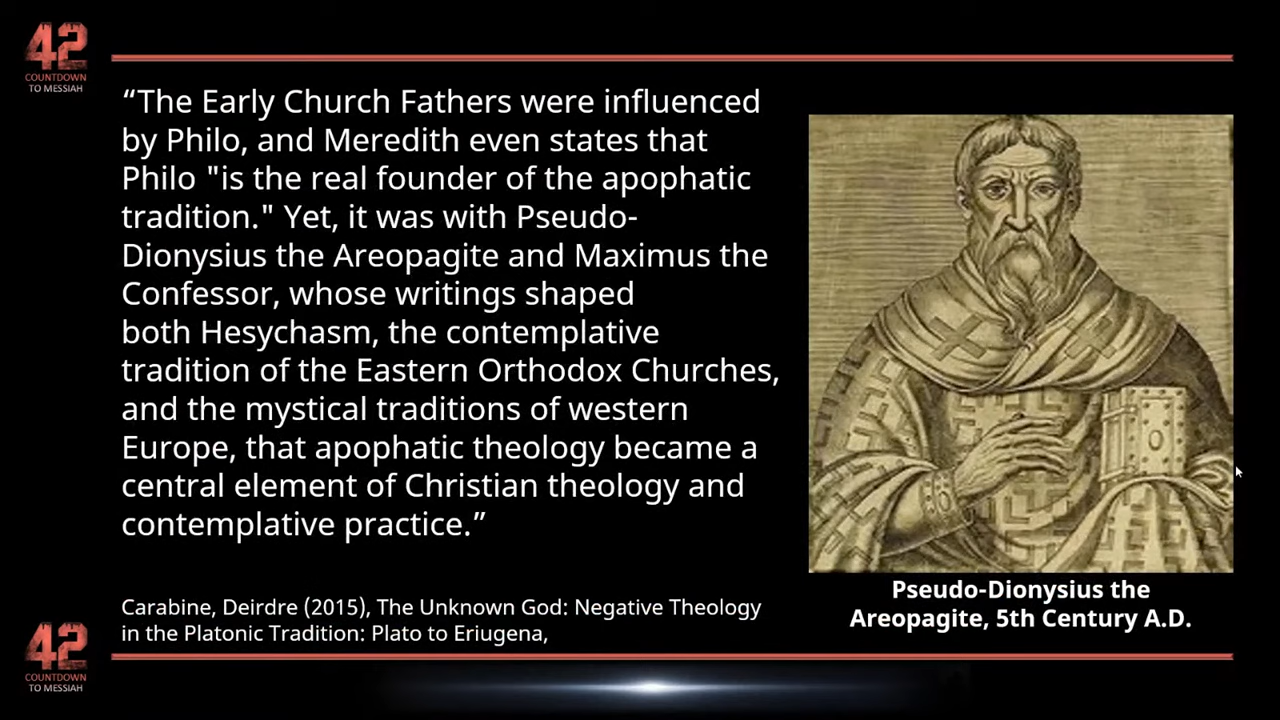 42
COUNTDOWN
TO MESSIAH
“The Early Church Fathers were influenced
by Philo, and Meredith even states that
Philo "is the real founder of the apophatic
tradition." Yet, it was with Pseudo-
Dionysius the Areopagite and Maximus the
Confessor, whose writings shaped
both Hesychasm, the contemplative
tradition of the Eastern Orthodox Churches,
and the mystical traditions of western
Europe, that apophatic theology became a
central element of Christian theology and
contemplative practice.”
Carabine, Deirdre (2015), The Unknown God: Negative Theology
in the Platonic Tradition: Plato to Eriugena,
Pseudo-Dionysius the
Areopagite, 5th Century A.D.
42
COUNTDOWN
TO MESSIAH